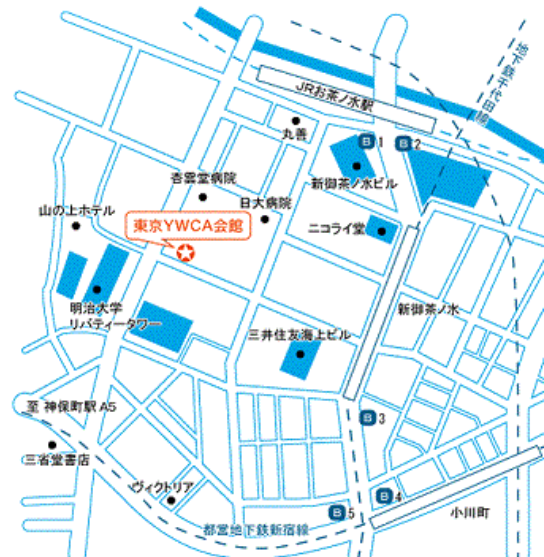 地下鉄千代田線
JRお茶ノ水駅
丸善
B1
B2
杏雲堂病院
新御茶ノ水ビル
日大病院
山の上ホテル
東京YWCA会館
ニコライ堂
明治大学
リバティータワー
新御茶ノ水
三井住友海上ビル
至 神保町駅 A5
B3
三省堂書店
ヴィクトリア
B4
B5
小川町
都営地下鉄新宿線